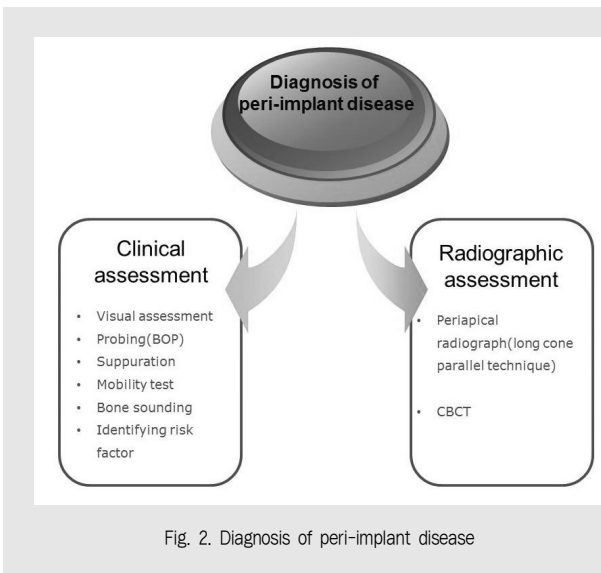 Diagnosis of
peri-implant disease
Clinical
assessment
• Visual assessment
• Probing(BOP)
• Suppuration
• Mobility test
• Bone sounding
• Identifying risk
factor
Radiographic
assessment
• Periapical
radiograph(long cone
parallel technique)
• CBCT
Fig. 2. Diagnosis of peri-implant disease